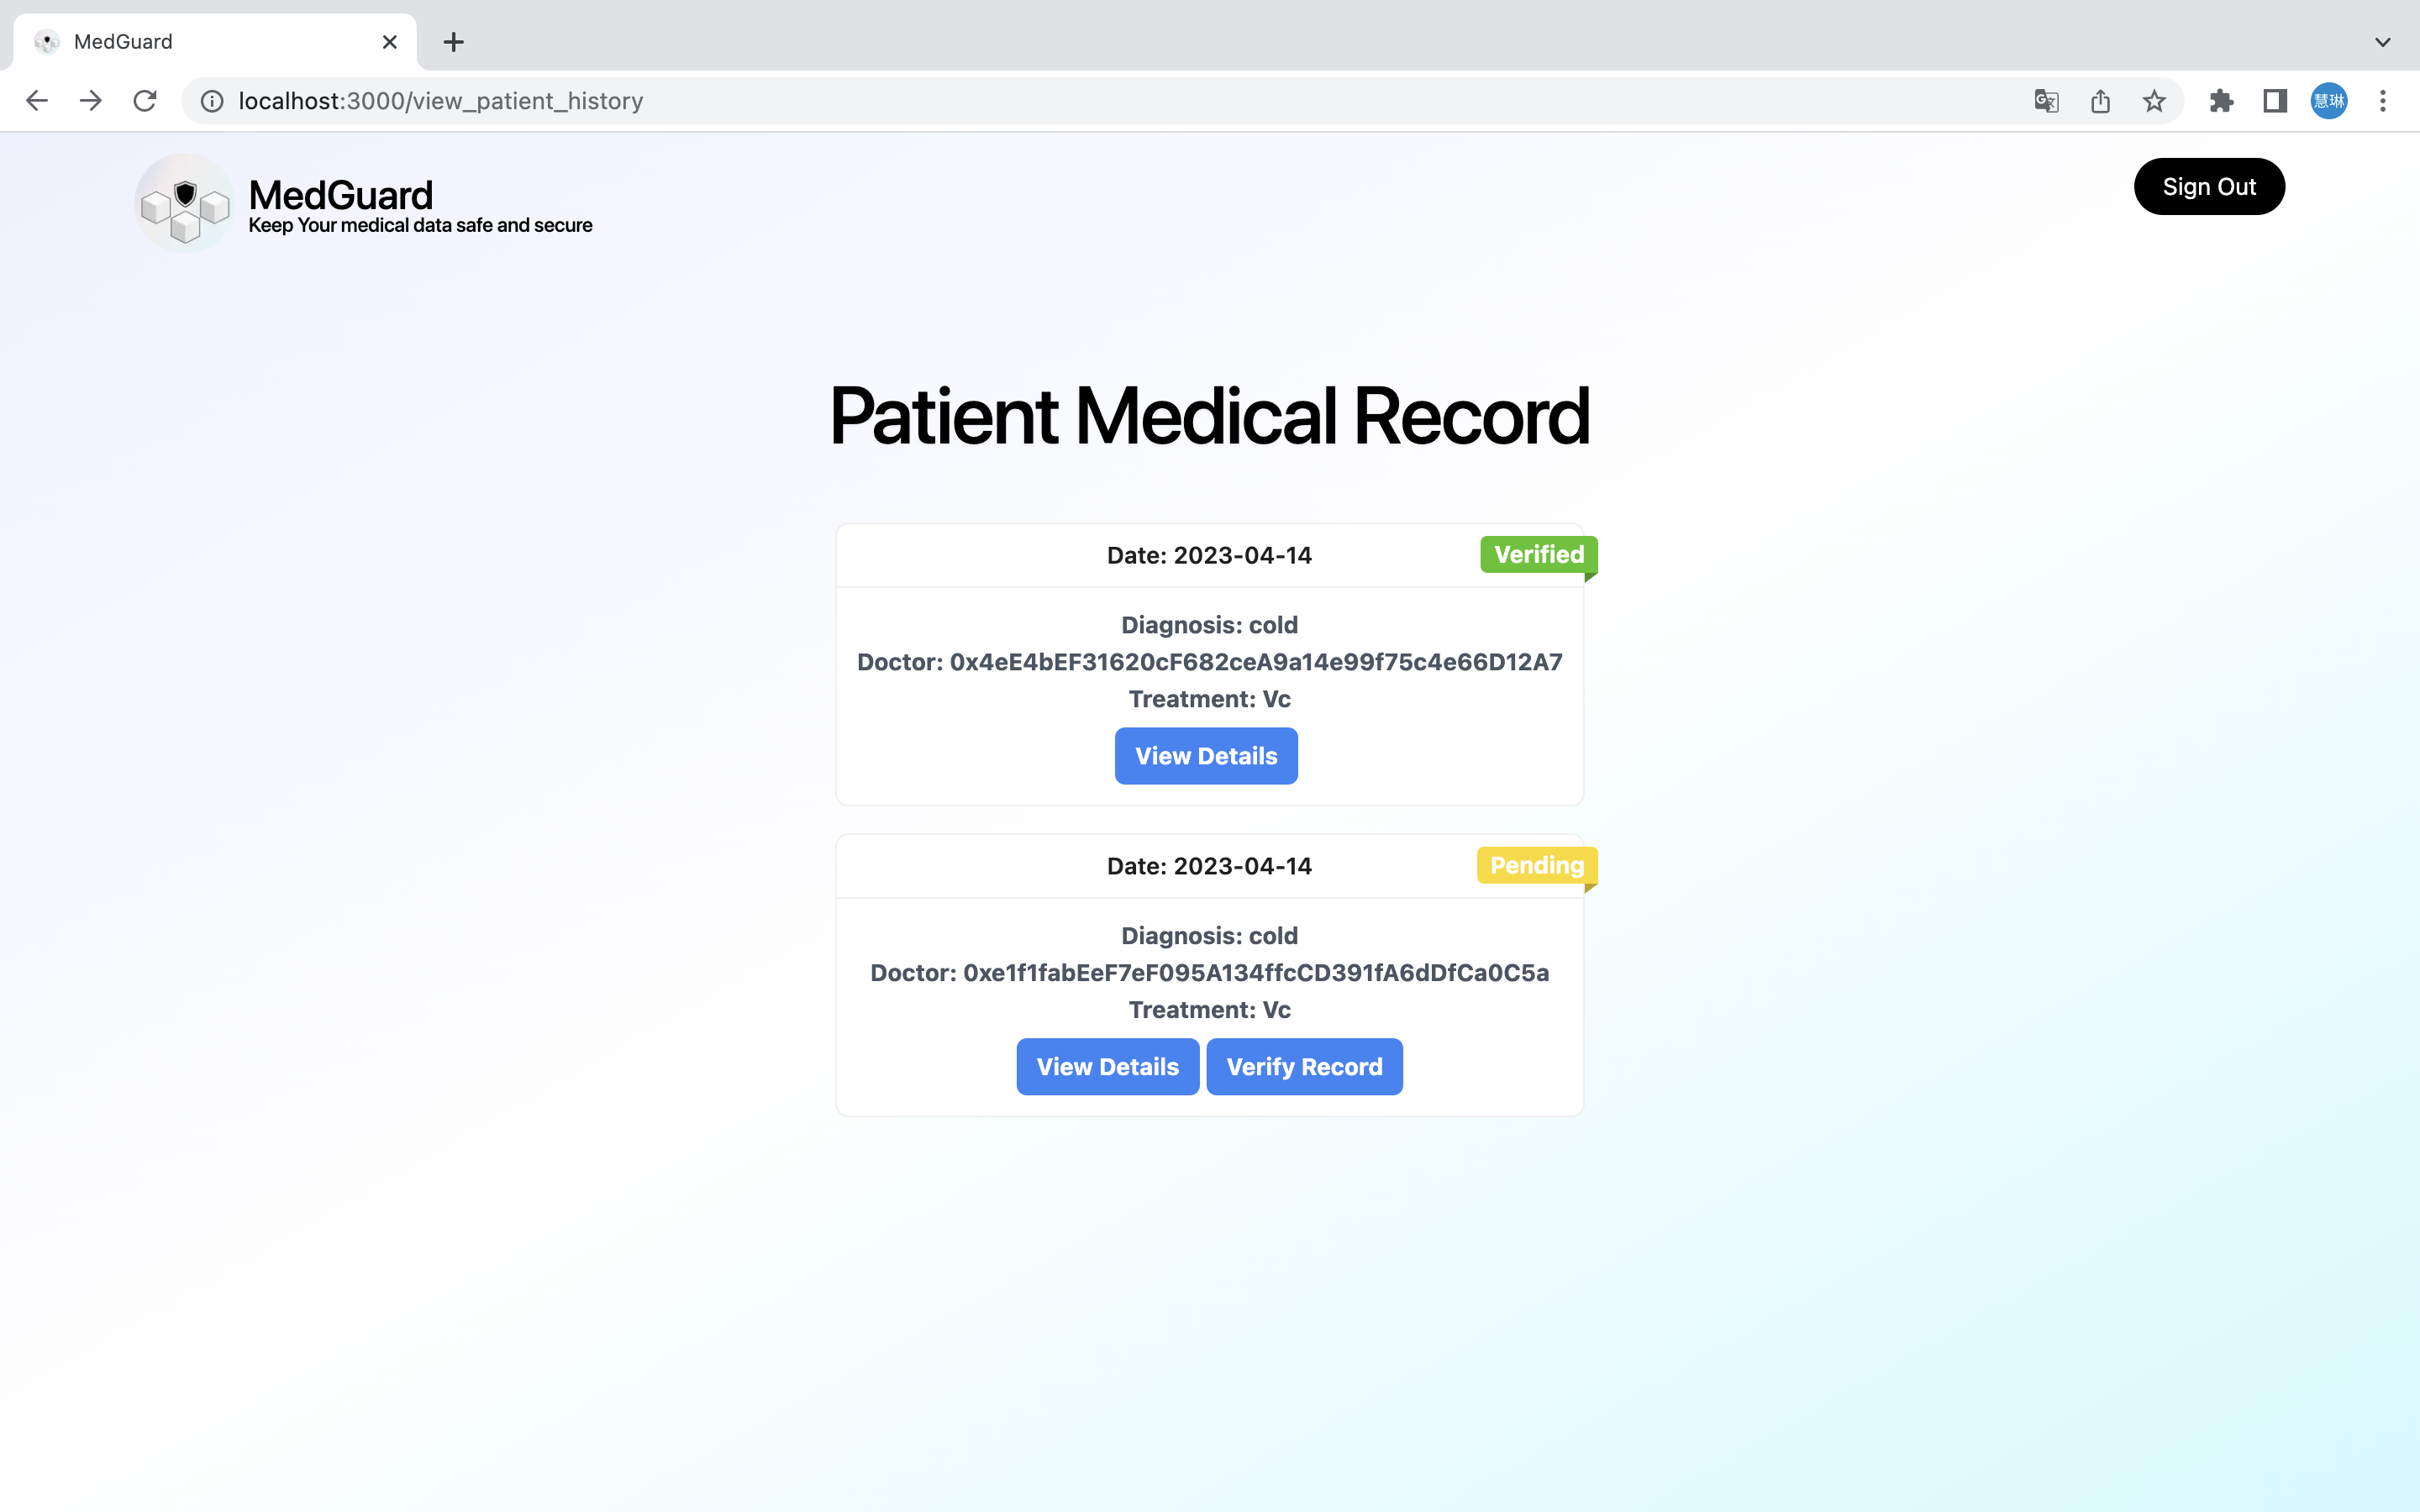 MedGuard
localhost:3000/view_patient_history
慧琳
MedGuard
Keep Your medical data safe and secure
Sign Out
Patient Medical Record
Date: 2023-04-14
Verified
Diagnosis: cold
Doctor: 0x4eE4bEF31620cF682ceA9a14e99f75c4e66D12A7
Treatment: Vc
View Details
Date: 2023-04-14
Pending
Diagnosis: cold
Doctor: 0xe1f1fabEeF7eF095A134ffcCD391fA6dDfCa0C5a
Treatment: Vc
View Details Verify Record